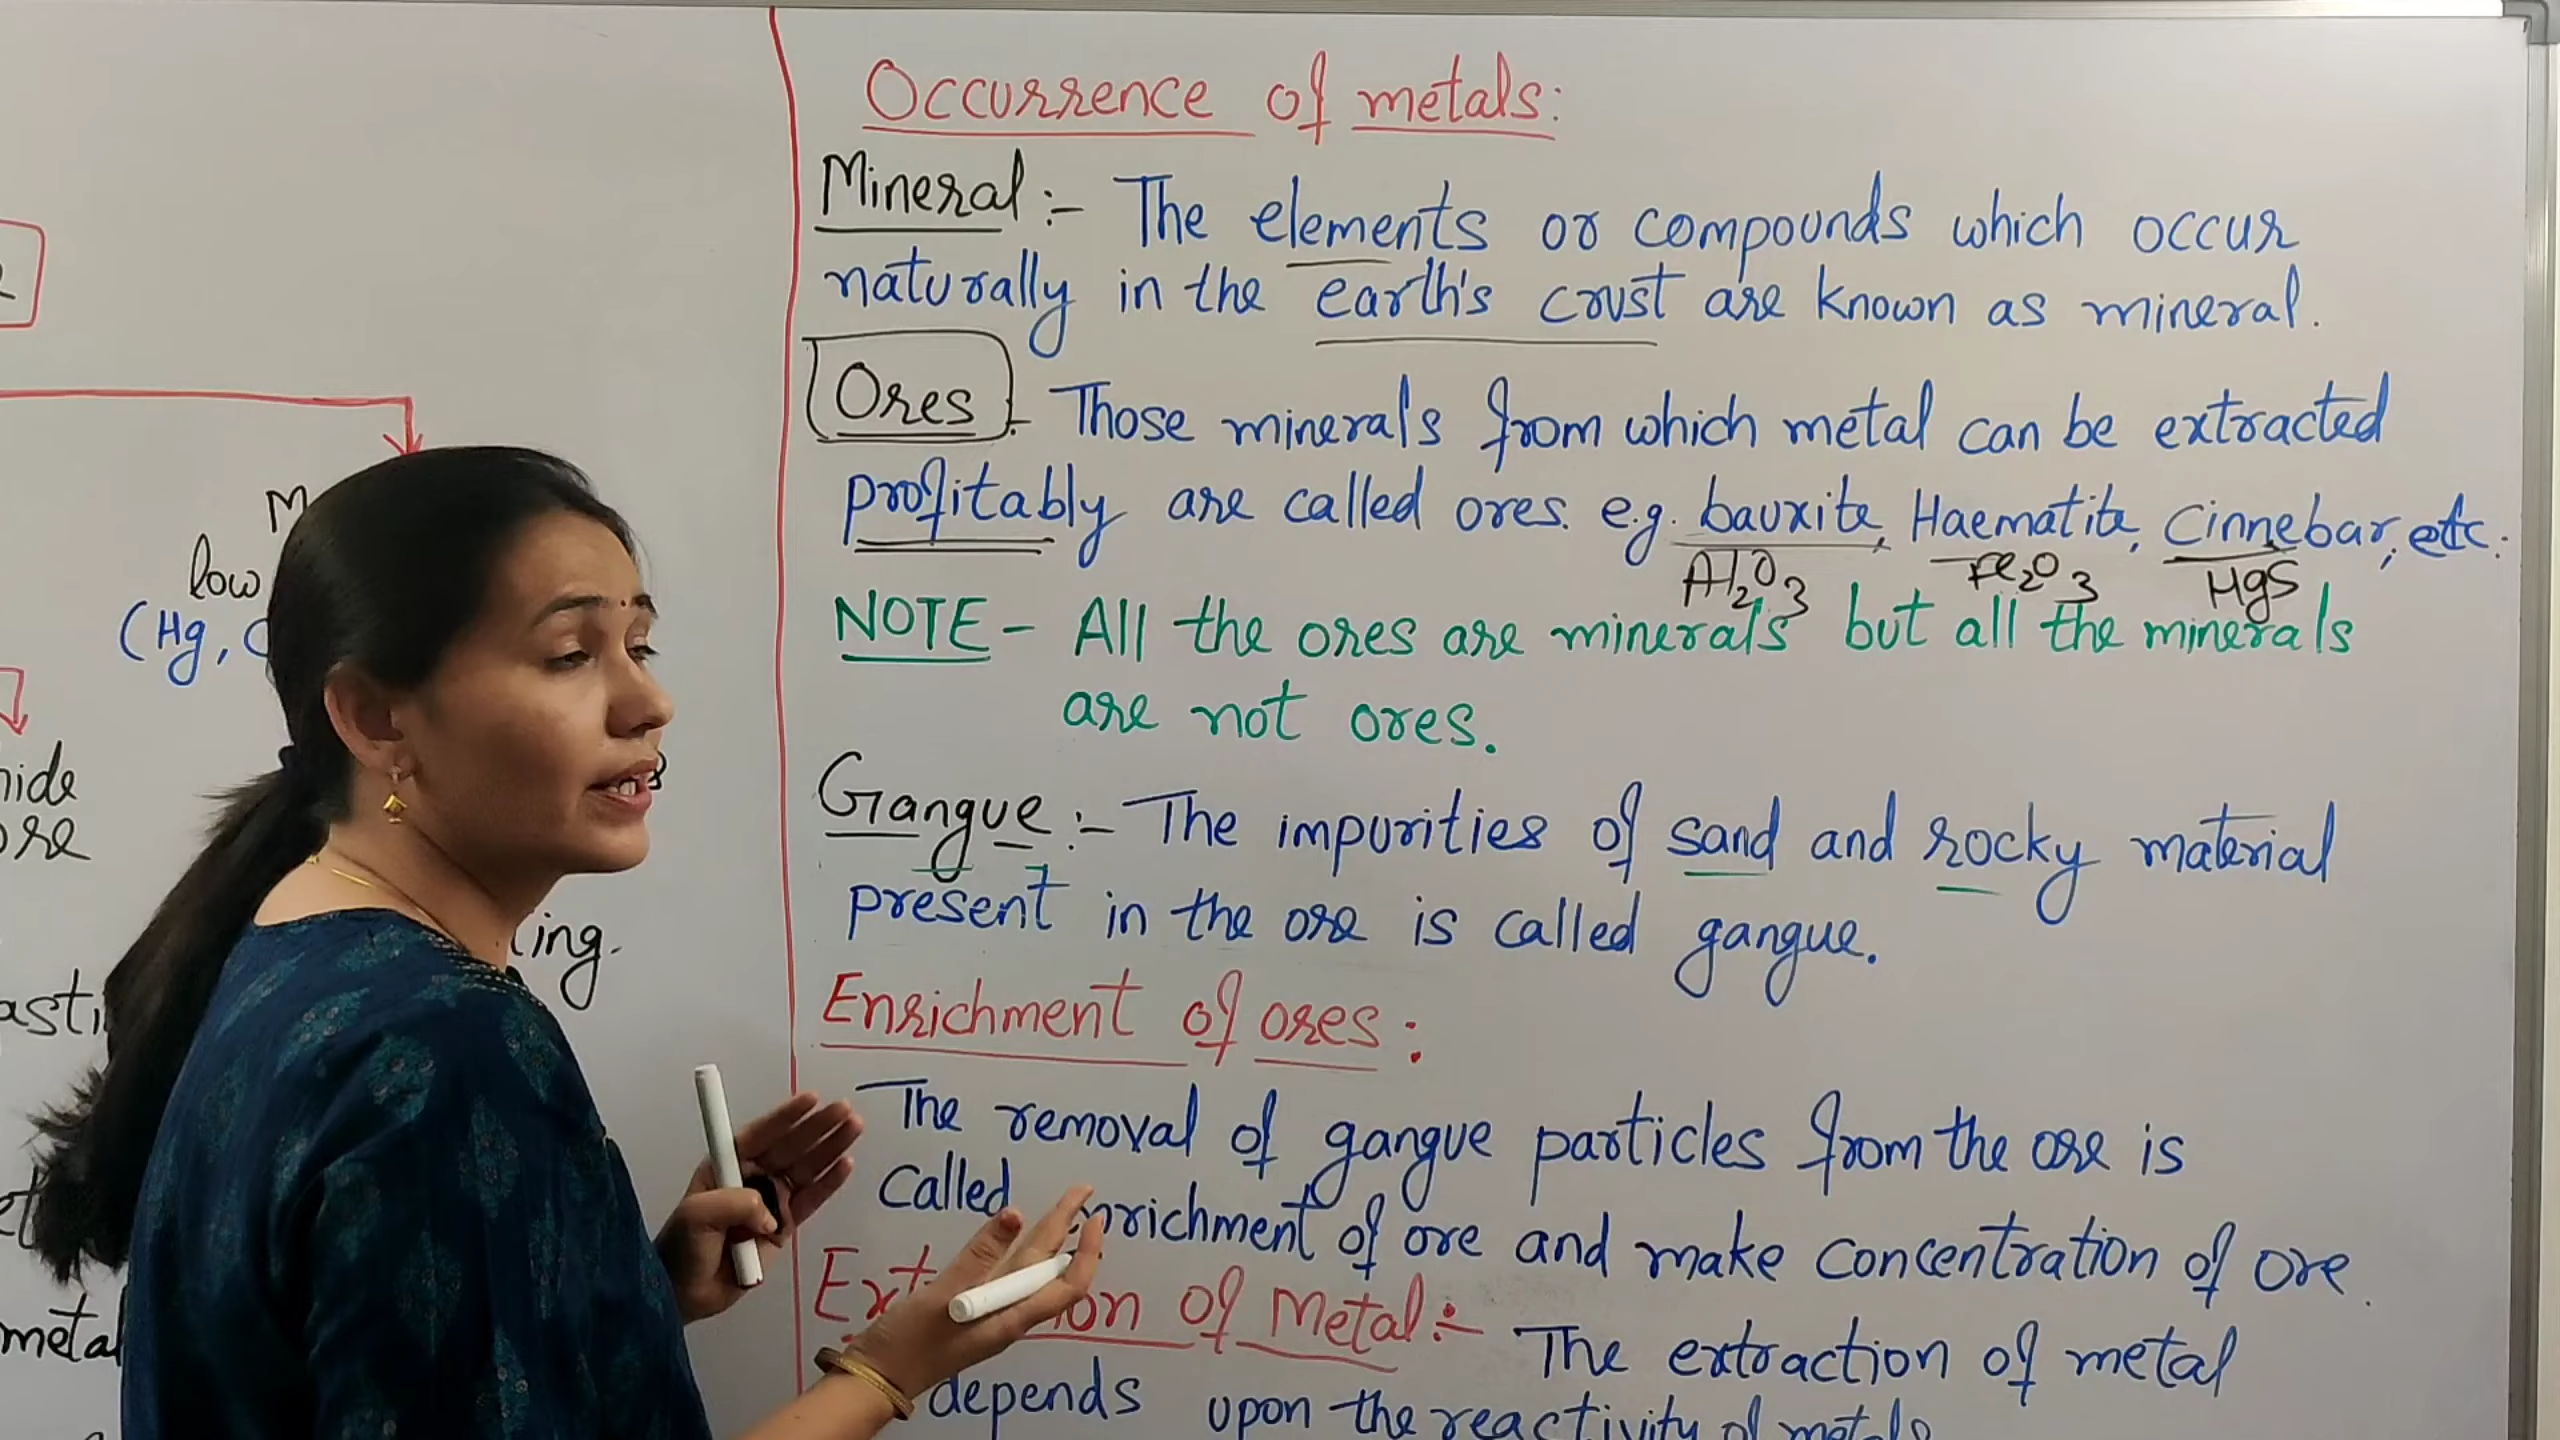 low
(Hg,
ore
ing.
metal
Occurrence of metals:
Mineral :- The elements or compounds which occur
naturally in the earth's crust are known as mineral.
Ores :- Those minerals from which metal can be extracted
profitably are called ores. e.g. bauxite, Haematite, Cinnebar, etc.
Al2O3 Fe2O3 HgS
NOTE - All the ores are minerals but all the minerals
are not ores.
Gangue :- The impurities of sand and rocky material
present in the ore is called gangue.
Enrichment of ores :
The removal of gangue particles from the ore is
called enrichment of ore and make concentration of ore.
of Metal :- The extraction of metal
depends upon the reactivity of metals